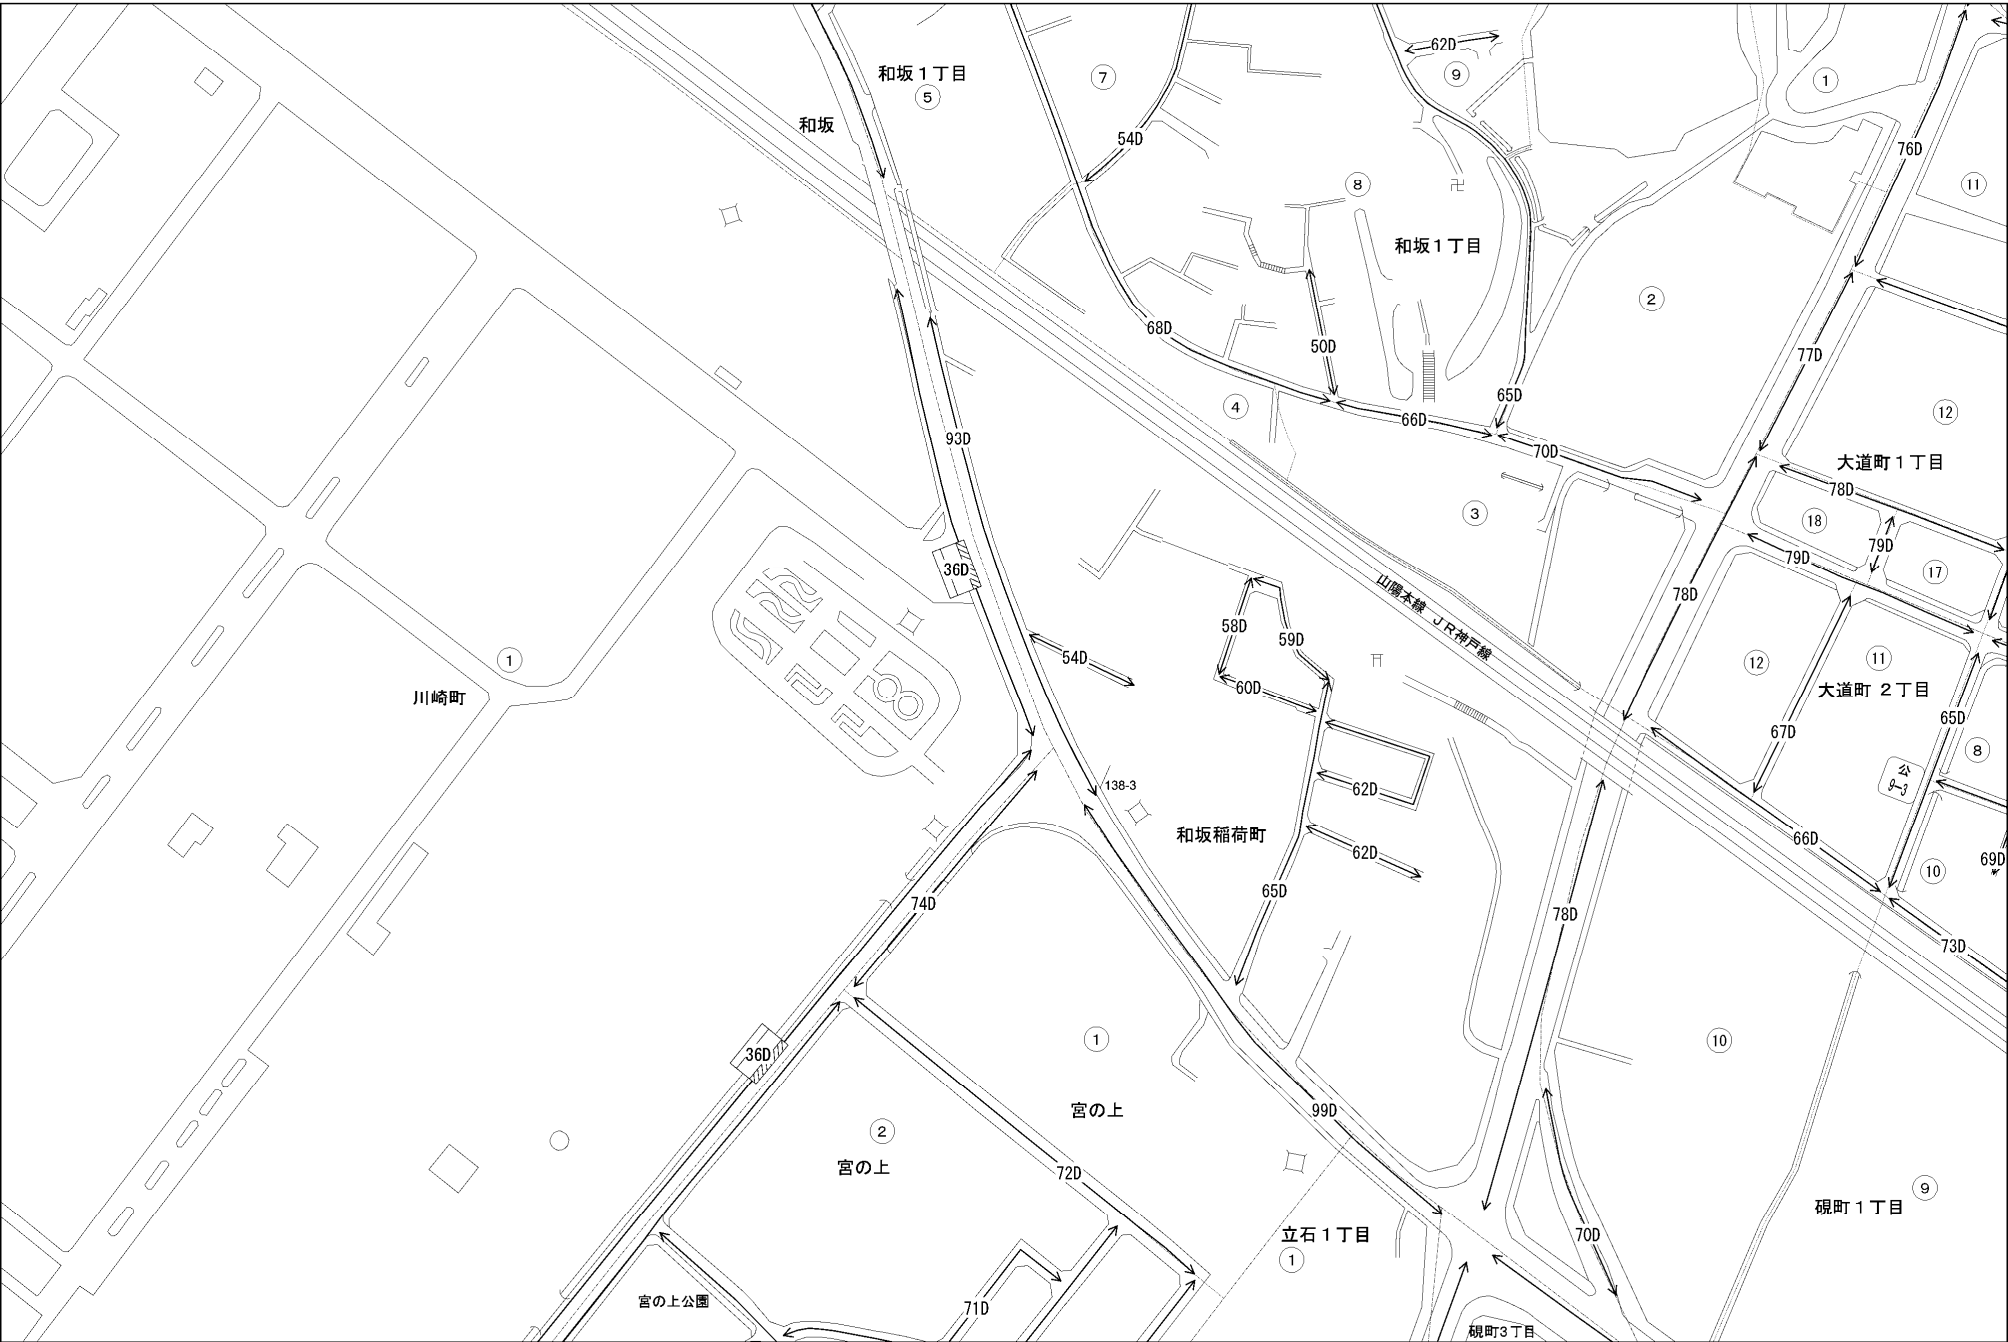 62D
和坂１丁目
⑤
⑦
⑨
①
和坂
54D
76D
⑧
⑪
和坂１丁目
②
68D
50D
77D
65D
④
66D
⑫
93D
70D
大道町１丁目
78D
③
⑱
79D
79D
36D
⑰
山陽本線 ＪＲ神戸線
78D
58D
59D
54D
①
川崎町
60D
⑫
⑪
大道町 ２丁目
65D
67D
⑧
公
9-3
138-3
62D
和坂稲荷町
66D
62D
69D
⑩
65D
74D
78D
73D
①
⑩
36D
宮の上
99D
②
宮の上
72D
⑨
硯町１丁目
立石１丁目
①
70D
宮の上公園
71D
硯町３丁目